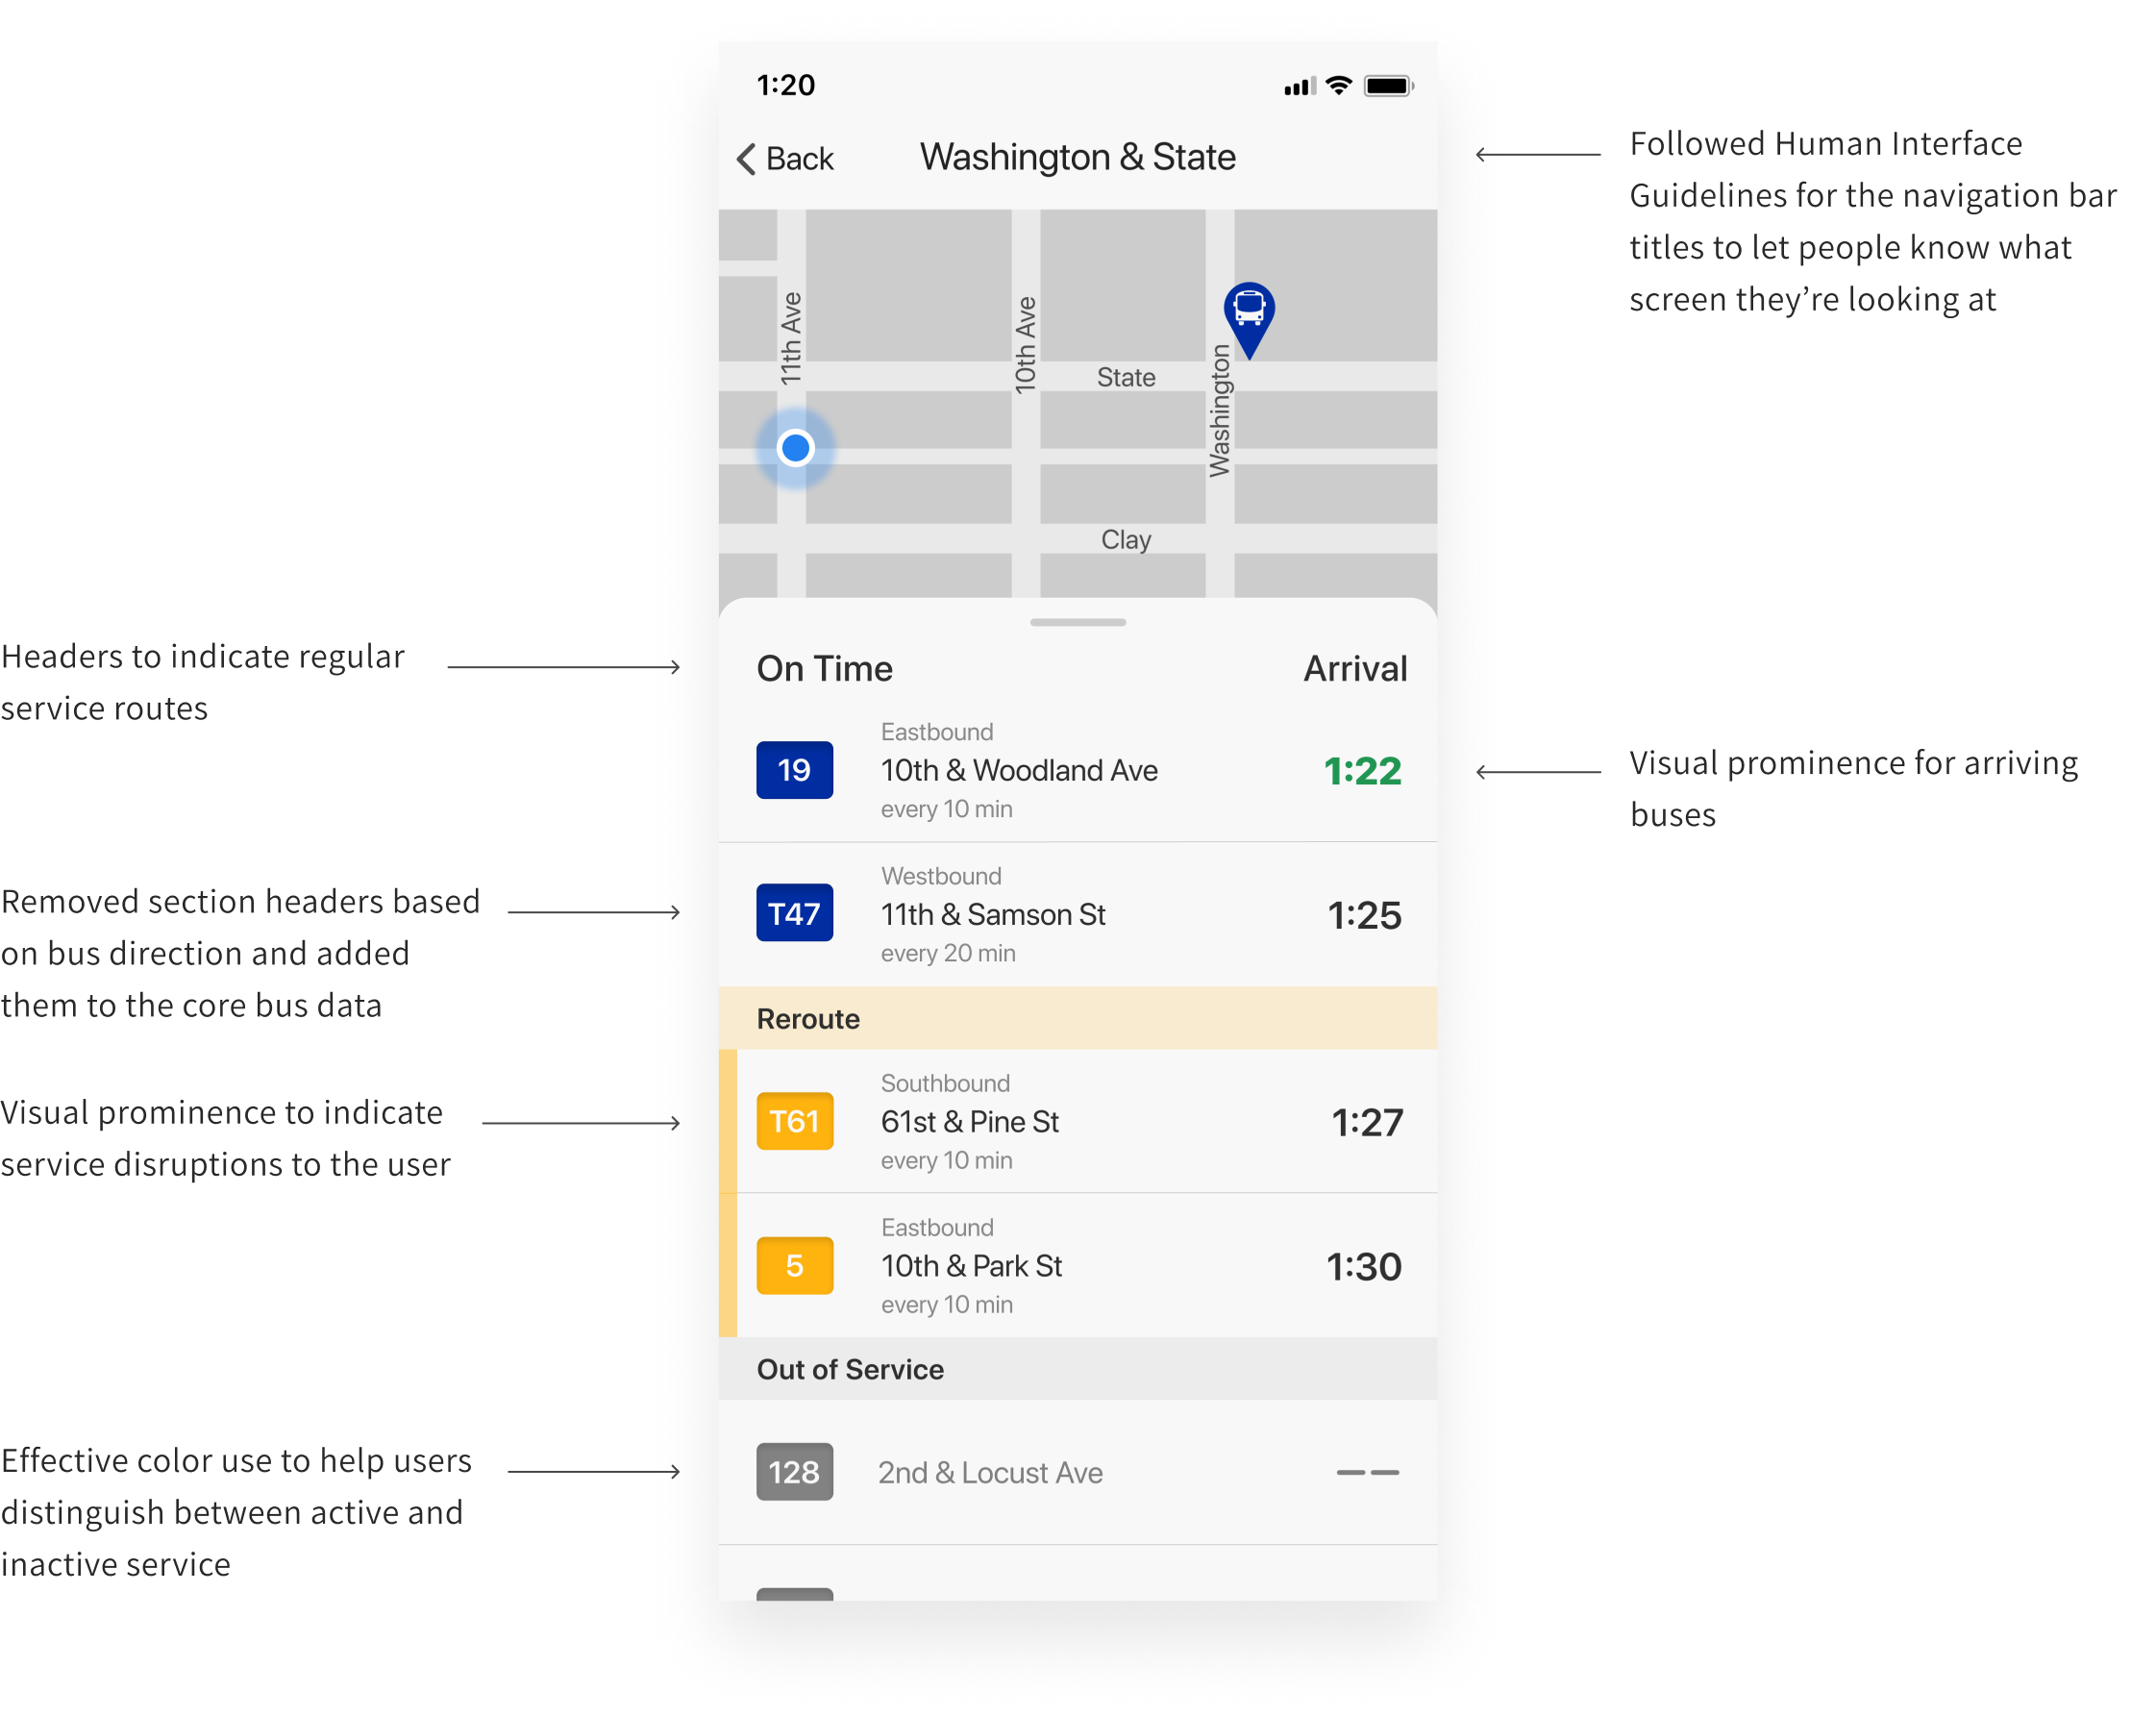 1:20
Back
Washington & State
Followed Human Interface
Guidelines for the navigation bar
titles to let people know what
screen they’re looking at
11th Ave
10th Ave
State
Washington
Clay
Headers to indicate regular
service routes
On Time
Arrival
Eastbound
19
10th & Woodland Ave
1:22
every 10 min
Visual prominence for arriving
buses
Removed section headers based
on bus direction and added
them to the core bus data
Westbound
T47
11th & Samson St
1:25
every 20 min
Reroute
Visual prominence to indicate
service disruptions to the user
Southbound
T61
61st & Pine St
1:27
every 10 min
Eastbound
5
10th & Park St
1:30
every 10 min
Out of Service
Effective color use to help users
distinguish between active and
inactive service
128
2nd & Locust Ave
— —